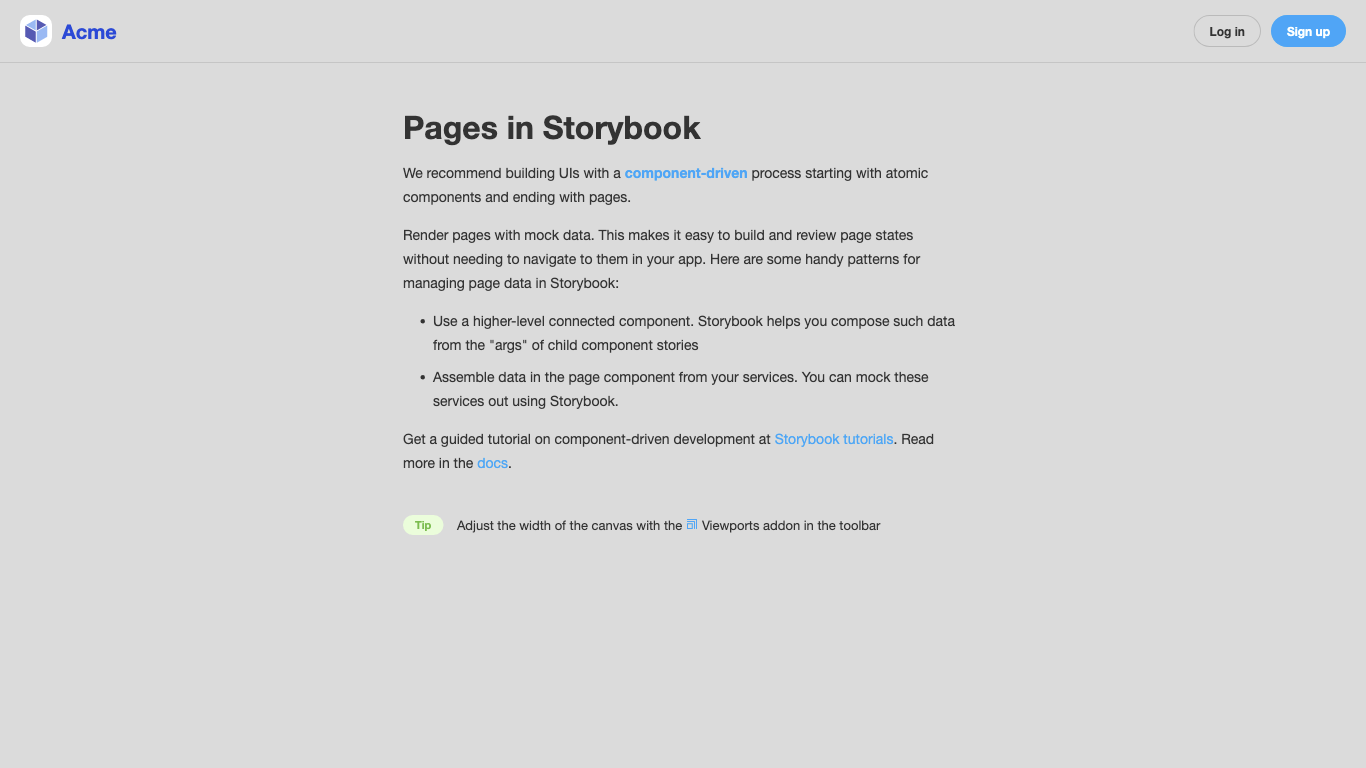 Acme
Log in
Sign up
Pages in Storybook
We recommend building UIs with a component-driven process starting with atomic
components and ending with pages.
Render pages with mock data. This makes it easy to build and review page states
without needing to navigate to them in your app. Here are some handy patterns for
managing page data in Storybook:
• Use a higher-level connected component. Storybook helps you compose such data
from the "args" of child component stories
• Assemble data in the page component from your services. You can mock these
services out using Storybook.
Get a guided tutorial on component-driven development at Storybook tutorials. Read
more in the docs.
Tip Adjust the width of the canvas with the Viewports addon in the toolbar